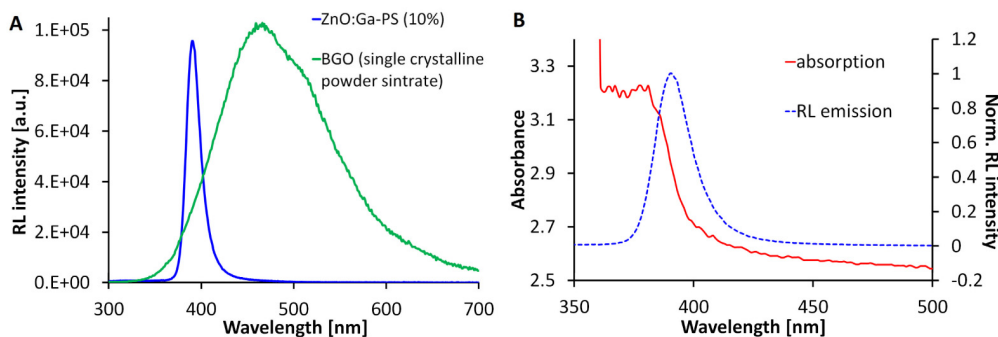 A
ZnO:Ga-PS (10%)
BGO (single crystalline
powder sintrate)
RL intensity [a.u.]
1.E+05
8.E+04
6.E+04
4.E+04
2.E+04
0.E+00
300
400
500
600
700
Wavelength [nm]
B
absorption
RL emission
Absorbance
3.3
3.1
2.9
2.7
2.5
350
400
450
500
Wavelength [nm]
1.2
1
0.8
0.6
0.4
0.2
0
-0.2
Norm. RL intensity